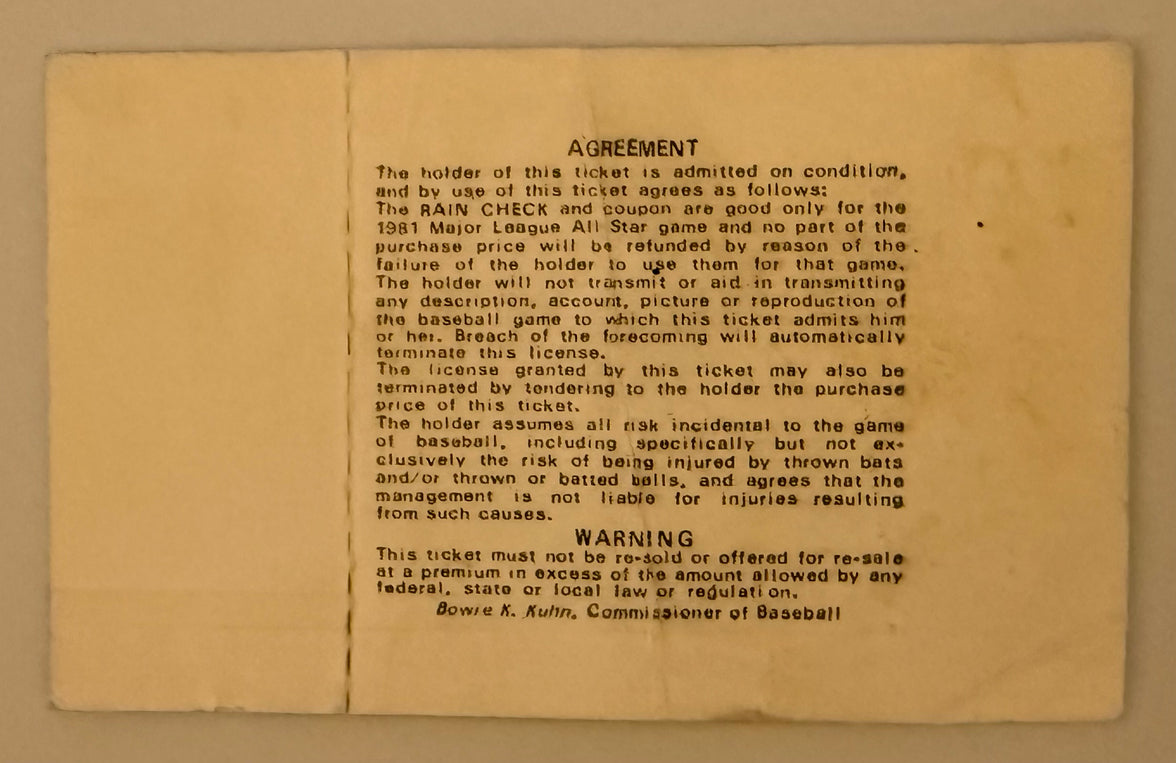 AGREEMENT
The holder of this ticket is admitted on condition,
and by use of this ticket agrees as follows:
The RAIN CHECK and coupon are good only for the
1981 Major League All Star game and no part of the
purchase price will be refunded by reason of the
failure of the holder to use them for that game.
The holder will not transmit or aid in transmitting
any description, account, picture or reproduction of
the baseball game to which this ticket admits him
or her. Breach of the forecoming will automatically
terminate this license.
The license granted by this ticket may also be
terminated by tendering to the holder the purchase
price of this ticket.
The holder assumes all risk incidental to the game
of baseball, including specifically but not ex-
clusively the risk of being injured by thrown bats
and/or thrown or batted balls, and agrees that the
management is not liable for injuries resulting
from such causes.
WARNING
This ticket must not be re-sold or offered for re-sale
at a premium in excess of the amount allowed by any
federal, state or local law or regulation.
Bowie K. Kuhn, Commissioner of Baseball